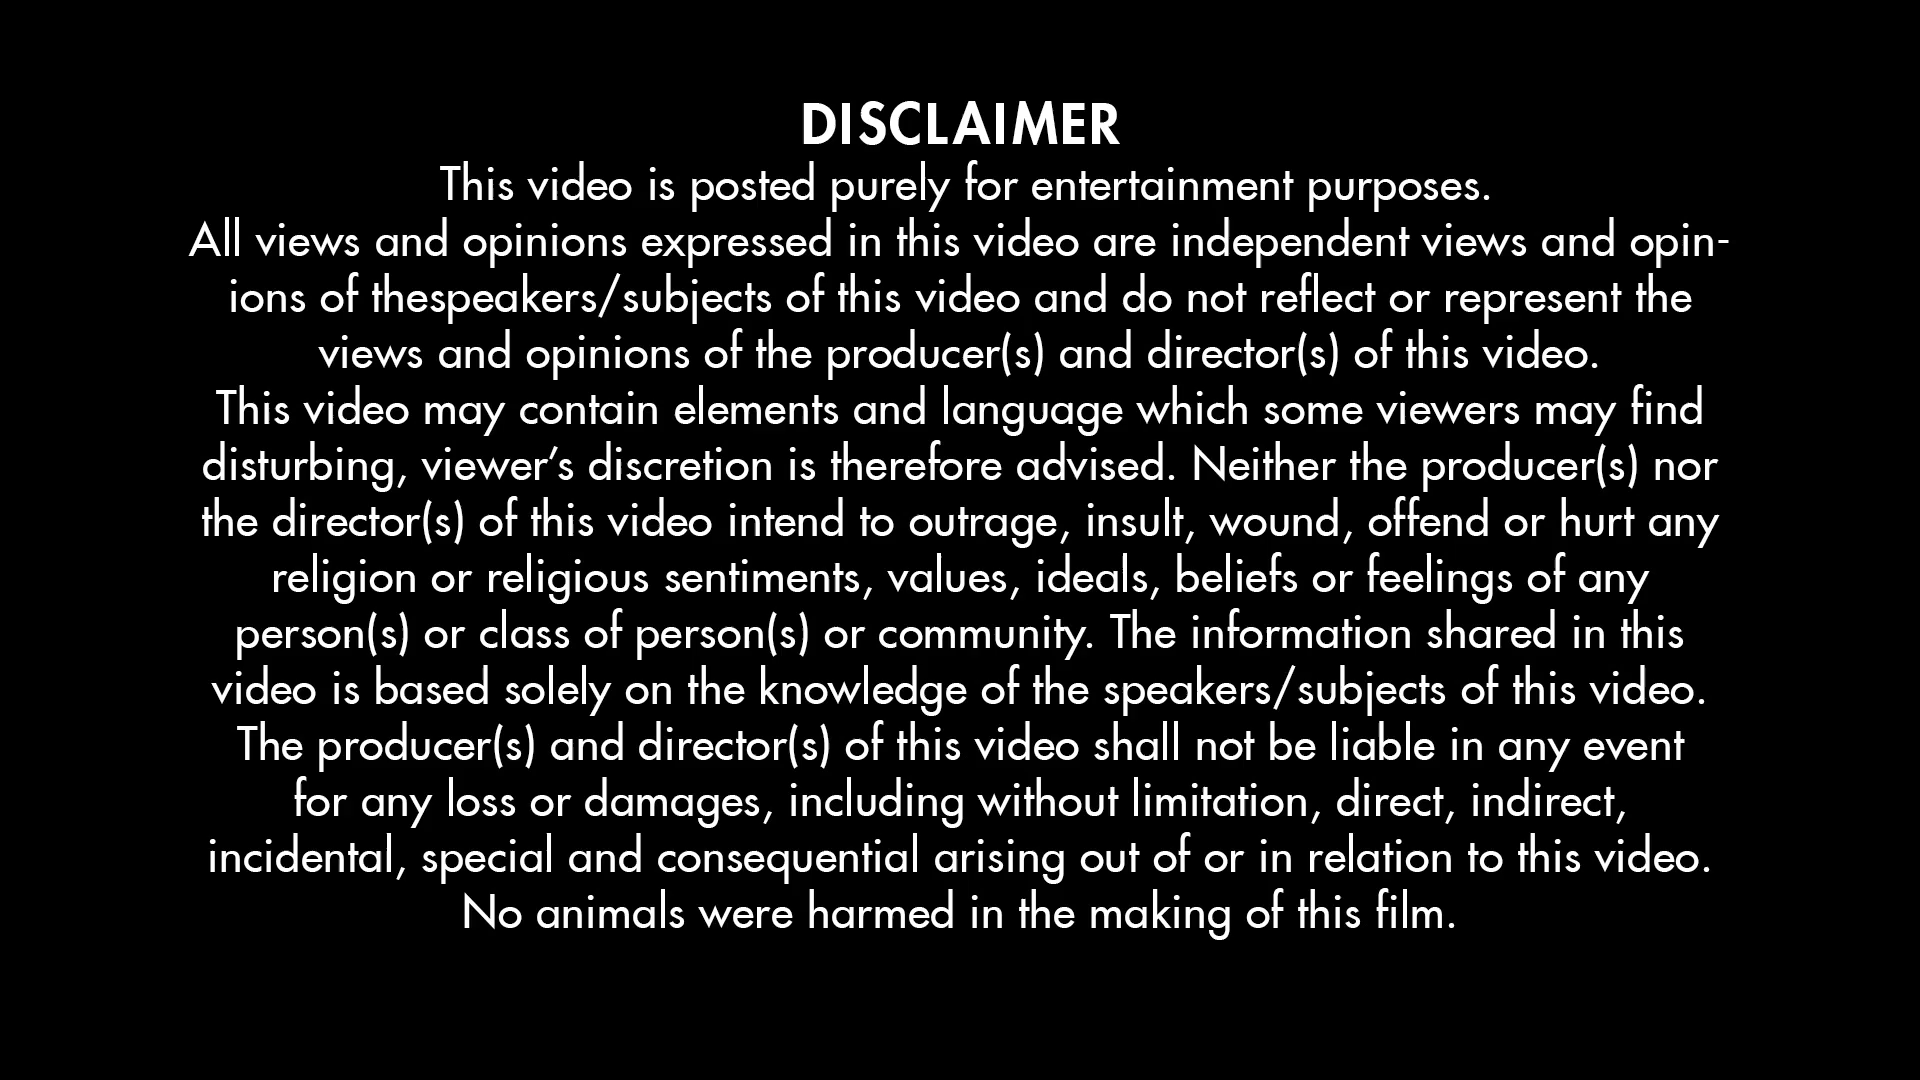 DISCLAIMER
This video is posted purely for entertainment purposes.
All views and opinions expressed in this video are independent views and opin-
ions of thespeakers/subjects of this video and do not reflect or represent the
views and opinions of the producer(s) and director(s) of this video.
This video may contain elements and language which some viewers may find
disturbing, viewer’s discretion is therefore advised. Neither the producer(s) nor
the director(s) of this video intend to outrage, insult, wound, offend or hurt any
religion or religious sentiments, values, ideals, beliefs or feelings of any
person(s) or class of person(s) or community. The information shared in this
video is based solely on the knowledge of the speakers/subjects of this video.
The producer(s) and director(s) of this video shall not be liable in any event
for any loss or damages, including without limitation, direct, indirect,
incidental, special and consequential arising out of or in relation to this video.
No animals were harmed in the making of this film.